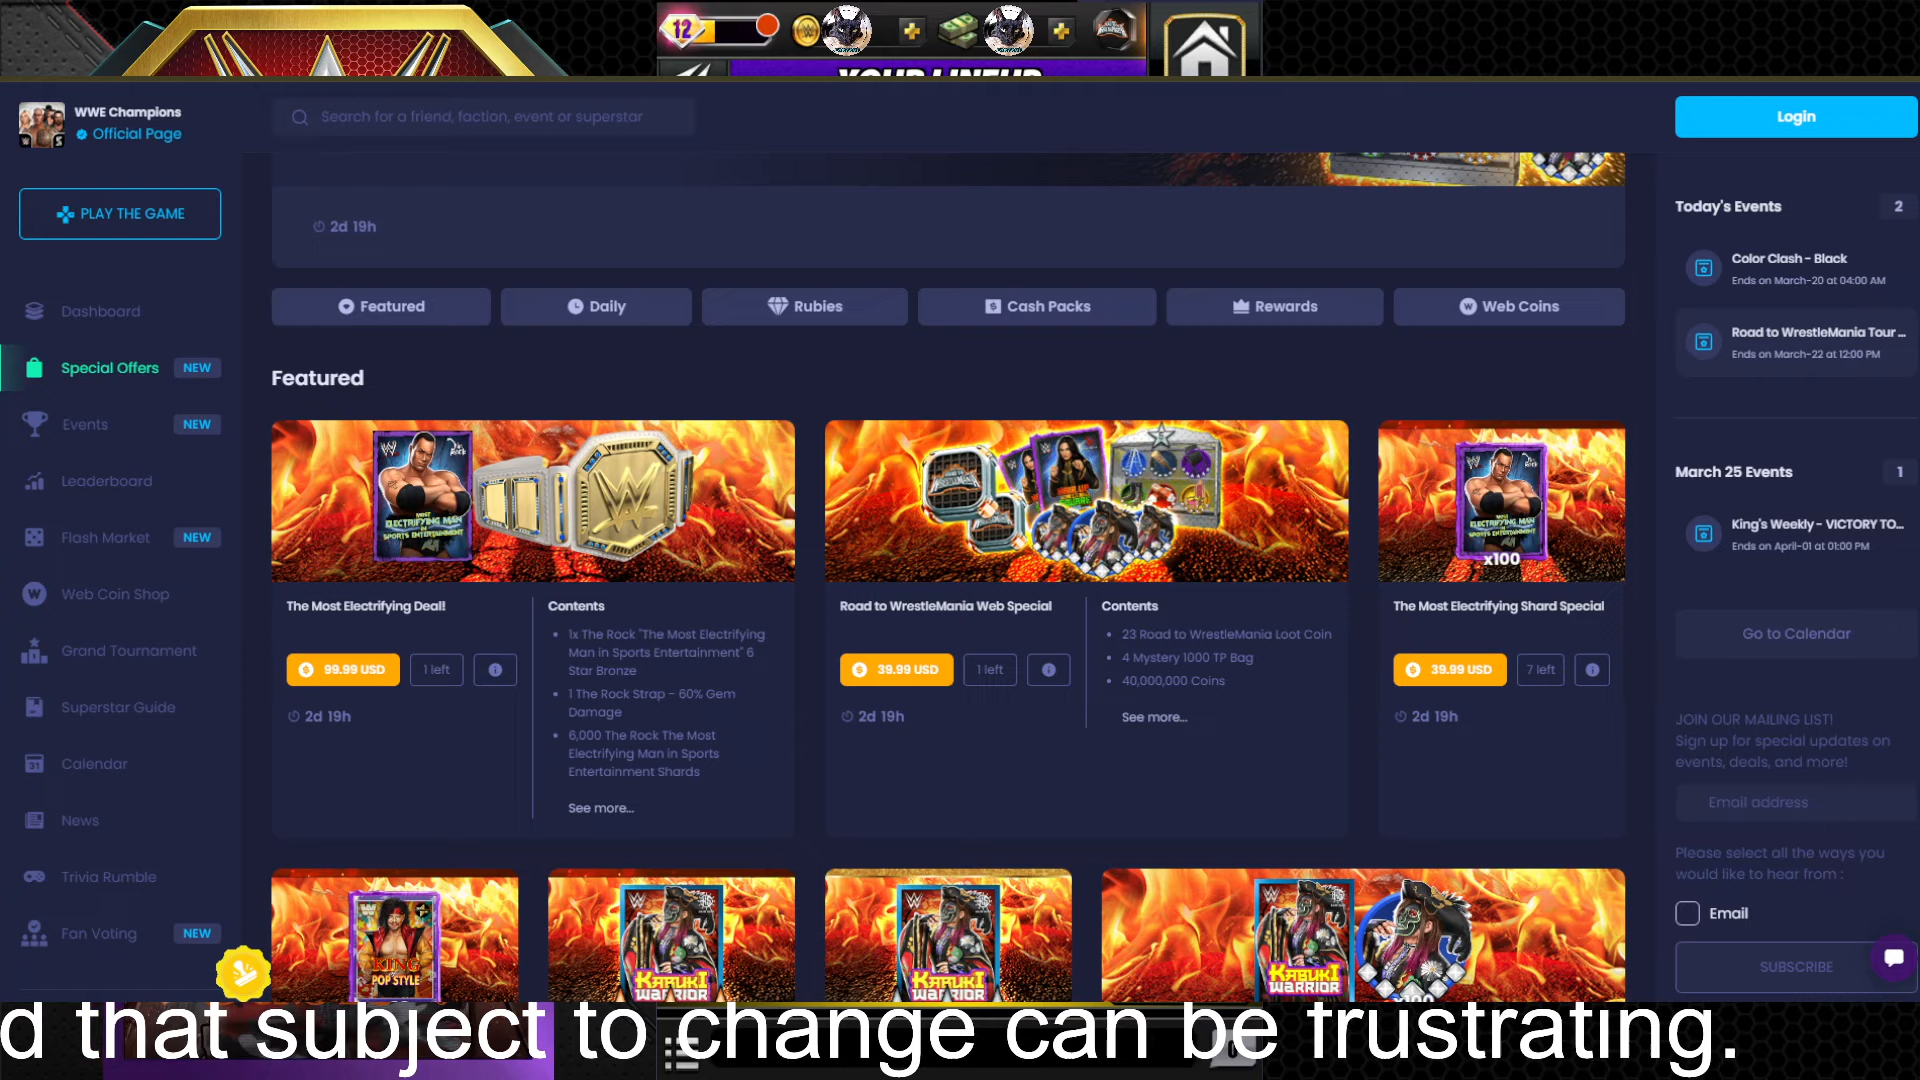 12
WWE Champions
Official Page
Search for a friend, faction, event or superstar
Login
PLAY THE GAME
2d 19h
Today's Events
2
Color Clash - Black
Ends on March-20 at 04:00 AM
Road to WrestleMania Tour ...
Ends on March-22 at 12:00 PM
Dashboard
Special Offers
NEW
Events
NEW
Leaderboard
Flash Market
NEW
Web Coin Shop
Grand Tournament
Superstar Guide
Calendar
News
Trivia Rumble
Fan Voting
NEW
Featured
Daily
Rubies
Cash Packs
Rewards
Web Coins
Featured
MOST
ELECTRIFYING MAN
IN
SPORTS ENTERTAINMENT
x100
The Most Electrifying Deal!
99.99 USD
1 left
2d 19h
Contents
1x The Rock "The Most Electrifying
Man in Sports Entertainment" 6
Star Bronze
1 The Rock Strap - 60% Gem
Damage
6,000 The Rock The Most
Electrifying Man in Sports
Entertainment Shards
See more...
Road to WrestleMania Web Special
39.99 USD
1 left
2d 19h
Contents
23 Road to WrestleMania Loot Coin
4 Mystery 1000 TP Bag
40,000,000 Coins
See more...
The Most Electrifying Shard Special
39.99 USD
7 left
2d 19h
March 25 Events
1
King's Weekly - VICTORY TO...
Ends on April-01 at 01:00 PM
Go to Calendar
JOIN OUR MAILING LIST!
Sign up for special updates on
events, deals, and more!
Email address
Please select all the ways you
would like to hear from :
Email
SUBSCRIBE
KING
POP STYLE
KABUKI
WARRIOR
KABUKI
WARRIOR
KABUKI
WARRIOR
d that subject to change can be frustrating.